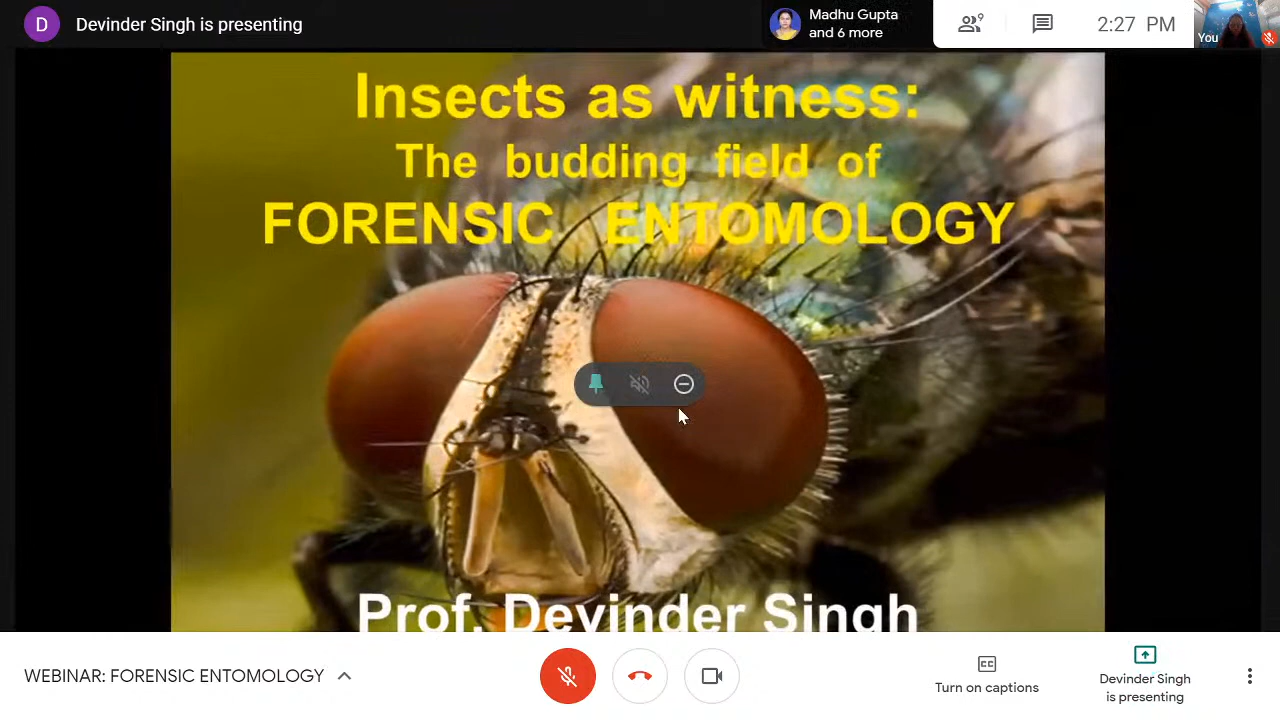 D
Devinder Singh is presenting
Madhu Gupta
and 6 more
9
2:27 PM
You
Insects as witness:
The budding field of
FORENSIC ENTOMOLOGY
Prof. Devinder Singh
WEBINAR: FORENSIC ENTOMOLOGY
CC
Turn on captions
Devinder Singh
is presenting